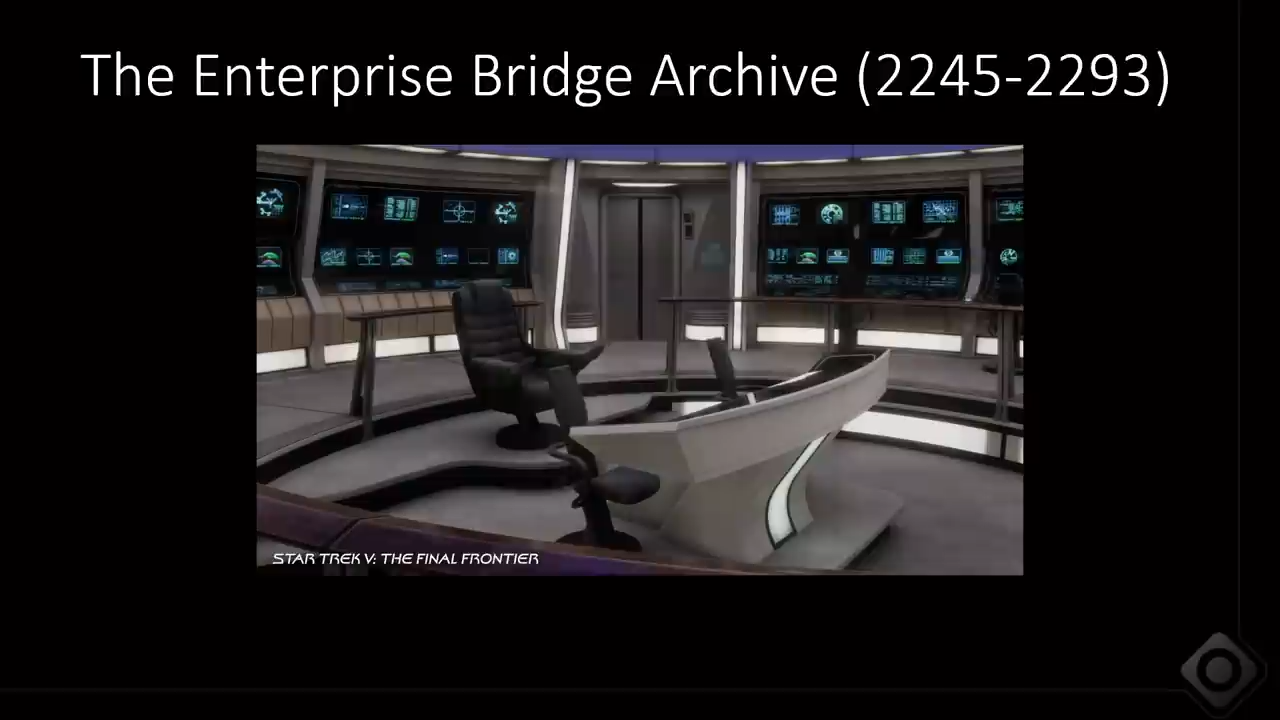 The Enterprise Bridge Archive (2245-2293)
STAR TREK V: THE FINAL FRONTIER